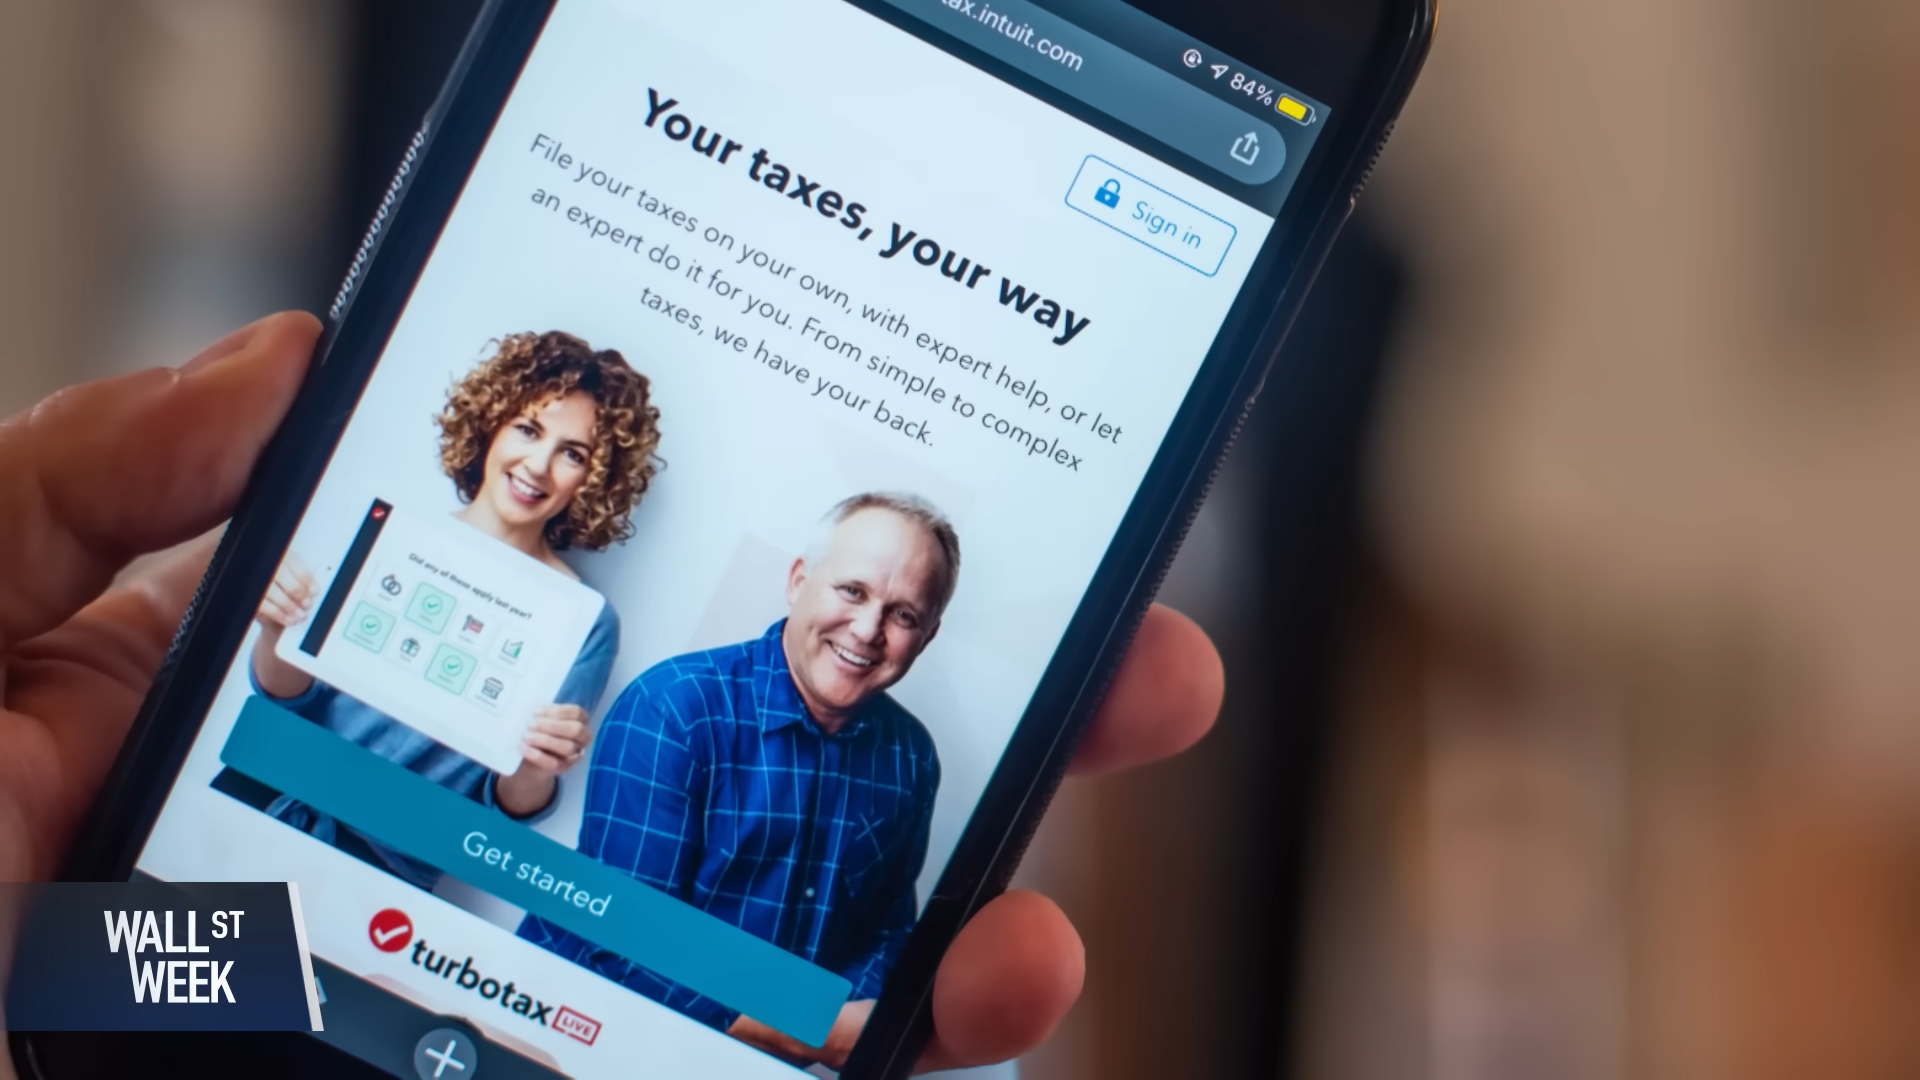 tax.intuit.com
84%
Sign in
Your taxes, your way
File your taxes on your own, with expert help, or let
an expert do it for you. From simple to complex
taxes, we have your back.
Did any of these apply last year?
Get started
turbotax LIVE
WALL ST
WEEK